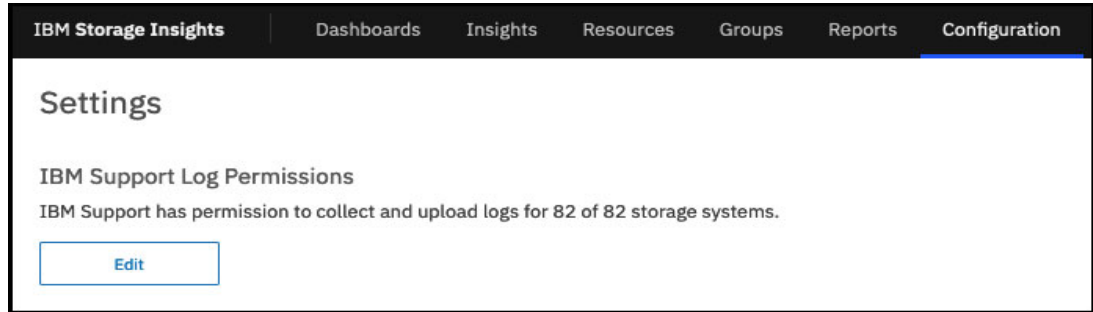 IBM Storage Insights Dashboards Insights Resources Groups Reports Configuration
Settings
IBM Support Log Permissions
IBM Support has permission to collect and upload logs for 82 of 82 storage systems.
Edit